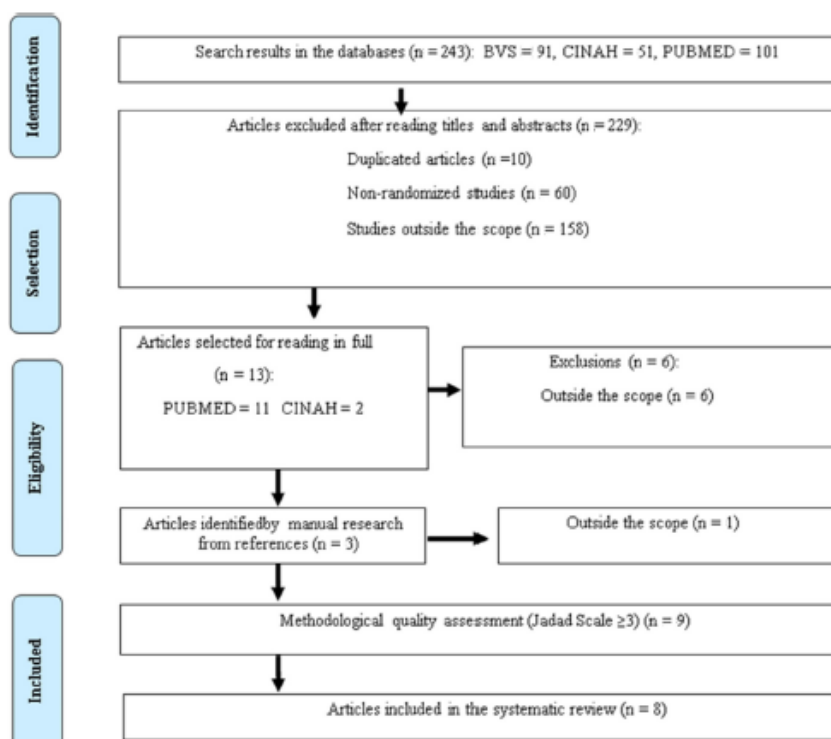 Identification
Search results in the databases (n = 243): BVS = 91, CINAH = 51, PUBMED = 101
Articles excluded after reading titles and abstracts (n = 229):
Duplicated articles (n =10)
Non-randomized studies (n = 60)
Studies outside the scope (n = 158)
Selection
Articles selected for reading in full
(n = 13):
PUBMED = 11 CINAH = 2
Exclusions (n = 6):
Outside the scope (n = 6)
Eligibility
Articles identifiedby manual research
from references (n = 3)
Outside the scope (n = 1)
Included
Methodological quality assessment (Jadad Scale ≥3) (n = 9)
Articles included in the systematic review (n = 8)